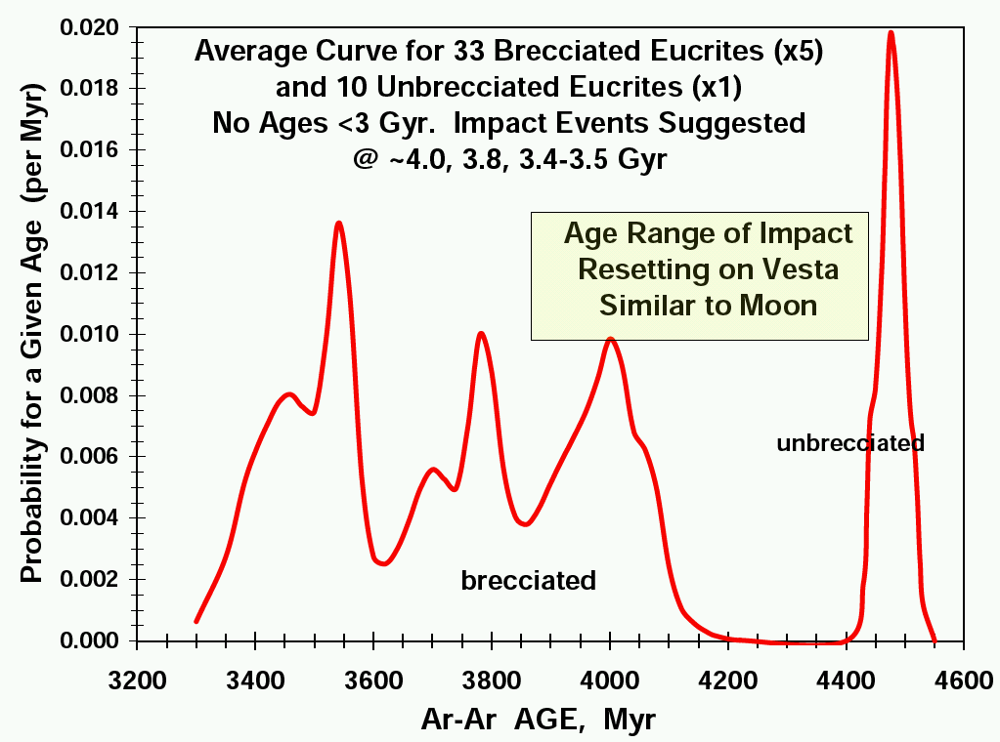 Average Curve for 33 Brecciated Eucrites (x5)
and 10 Unbrecciated Eucrites (x1)
No Ages <3 Gyr.  Impact Events Suggested
@ ~4.0, 3.8, 3.4-3.5 Gyr
Age Range of Impact
Resetting on Vesta
Similar to Moon
unbrecciated
brecciated
Probability for a Given Age  (per Myr)
0.020
0.018
0.016
0.014
0.012
0.010
0.008
0.006
0.004
0.002
0.000
3200 3400 3600 3800 4000 4200 4400 4600
Ar-Ar  AGE,  Myr